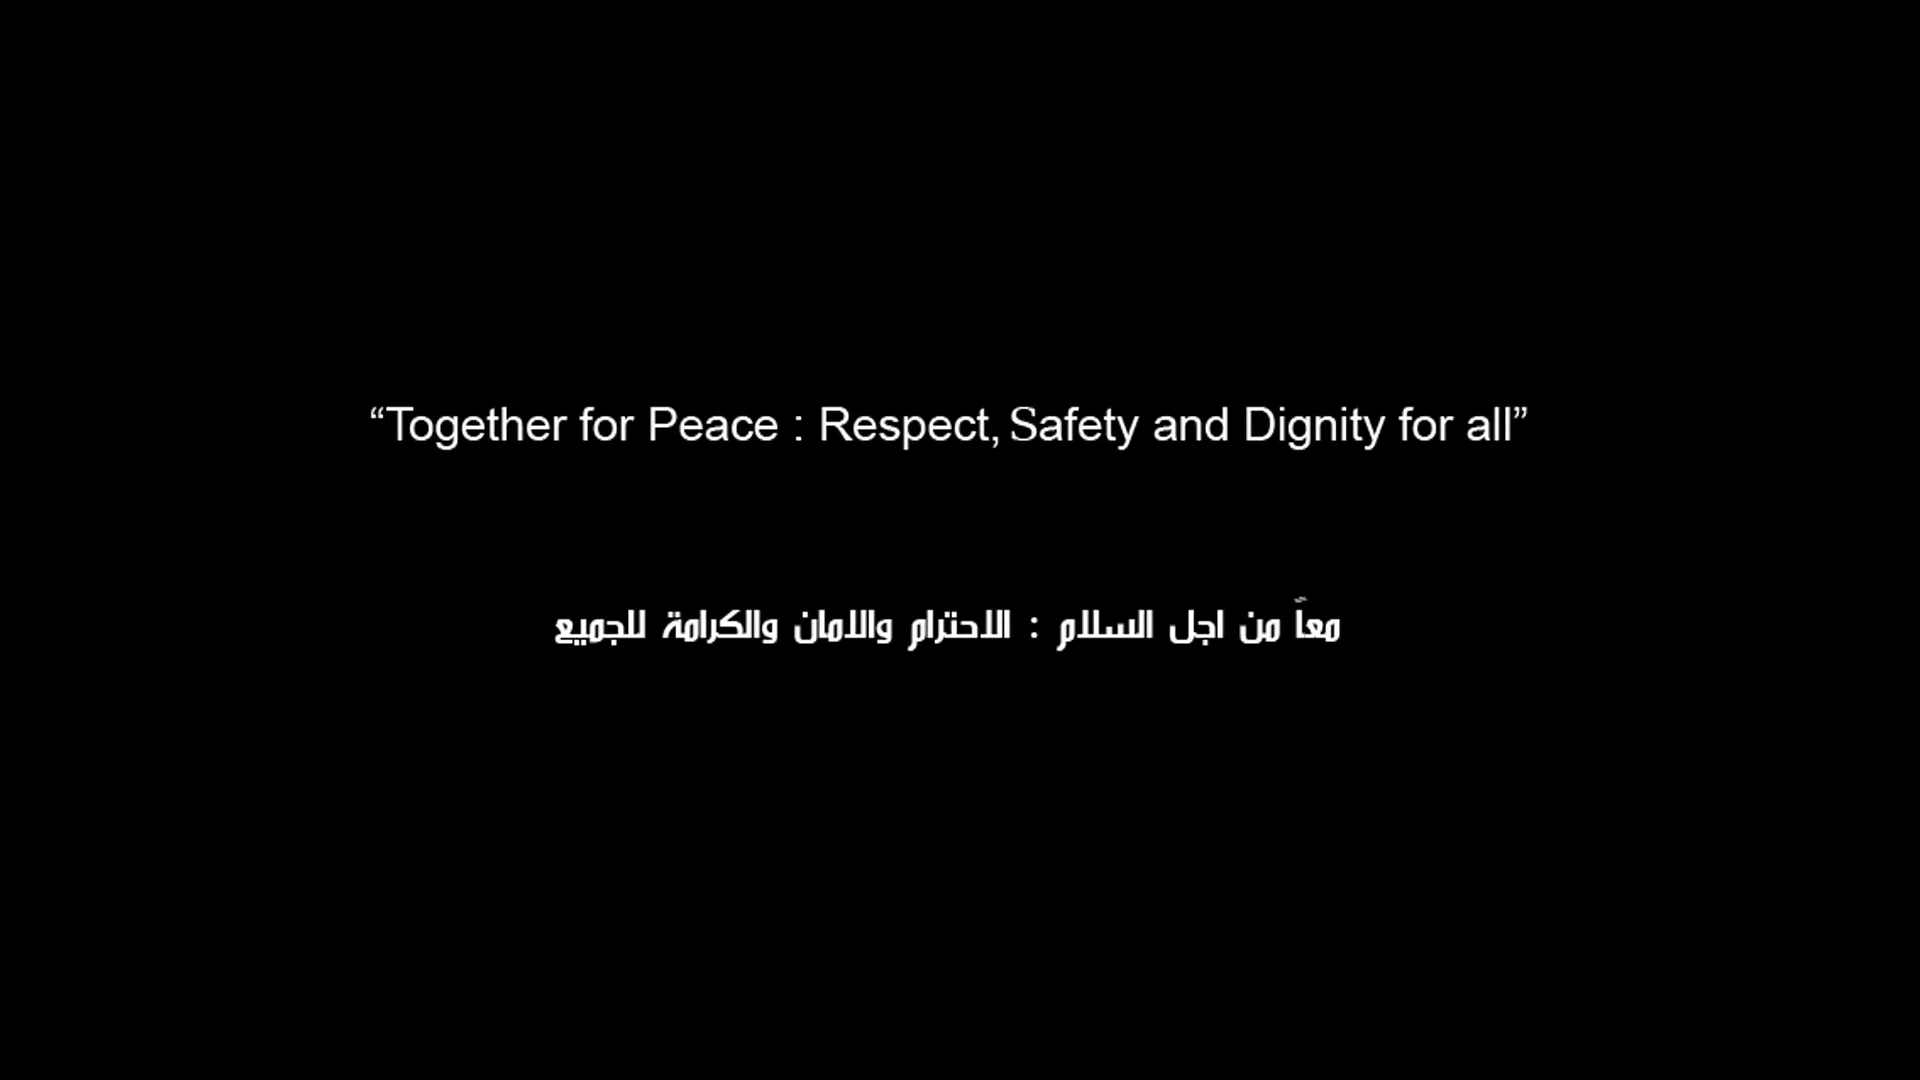 “Together for Peace : Respect, Safety and Dignity for all”
معاً من اجل السلام : الاحترام والامان والكرامة للجميع